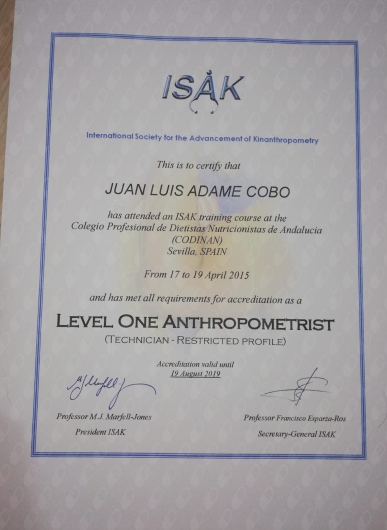 ISAK
International Society for the Advancement of Kinanthropometry
This is to certify that
JUAN LUIS ADAME COBO
has attended an ISAK training course at the
Colegio Profesional de Dietistas Nutricionistas de Andalucia
(CODINAN)
Sevilla, SPAIN
From 17 to 19 April 2015
and has met all requirements for accreditation as a
LEVEL ONE ANTHROPOMETRIST
(TECHNICIAN - RESTRICTED PROFILE)
Accreditation valid until
19 August 2019
Professor M.J. Marfell-Jones
President ISAK
Professor Francisco Esparza-Ros
Secretary-General ISAK